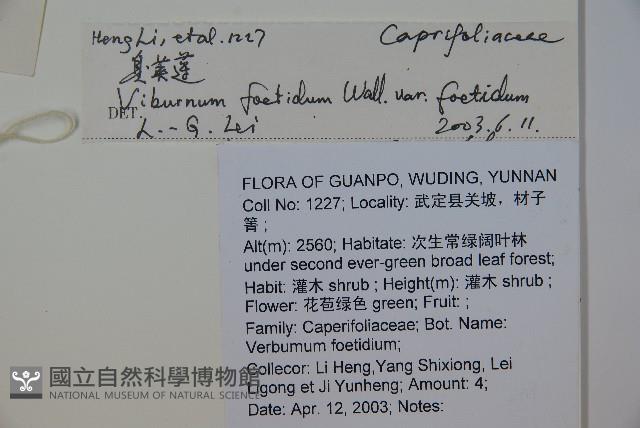 Heng Li, et al. 1227 Caprifoliaceae
臭荚蒾
Viburnum foetidum Wall. var. foetidum
DET. L.-G. Lei 2003.6.11.
FLORA OF GUANPO, WUDING, YUNNAN
Coll No: 1227; Locality: 武定县关坡，材子
箐 ;
Alt(m): 2560; Habitate: 次生常绿阔叶林
under second ever-green broad leaf forest;
Habit: 灌木 shrub ; Height(m): 灌木 shrub ;
Flower: 花苞绿色 green; Fruit: ;
Family: Caperifoliaceae; Bot. Name:
Verbumum foetidium;
Collecor: Li Heng,Yang Shixiong, Lei
Ligong et Ji Yunheng; Amount: 4;
Date: Apr. 12, 2003; Notes:
國立自然科學博物館
NATIONAL MUSEUM OF NATURAL SCIENCE